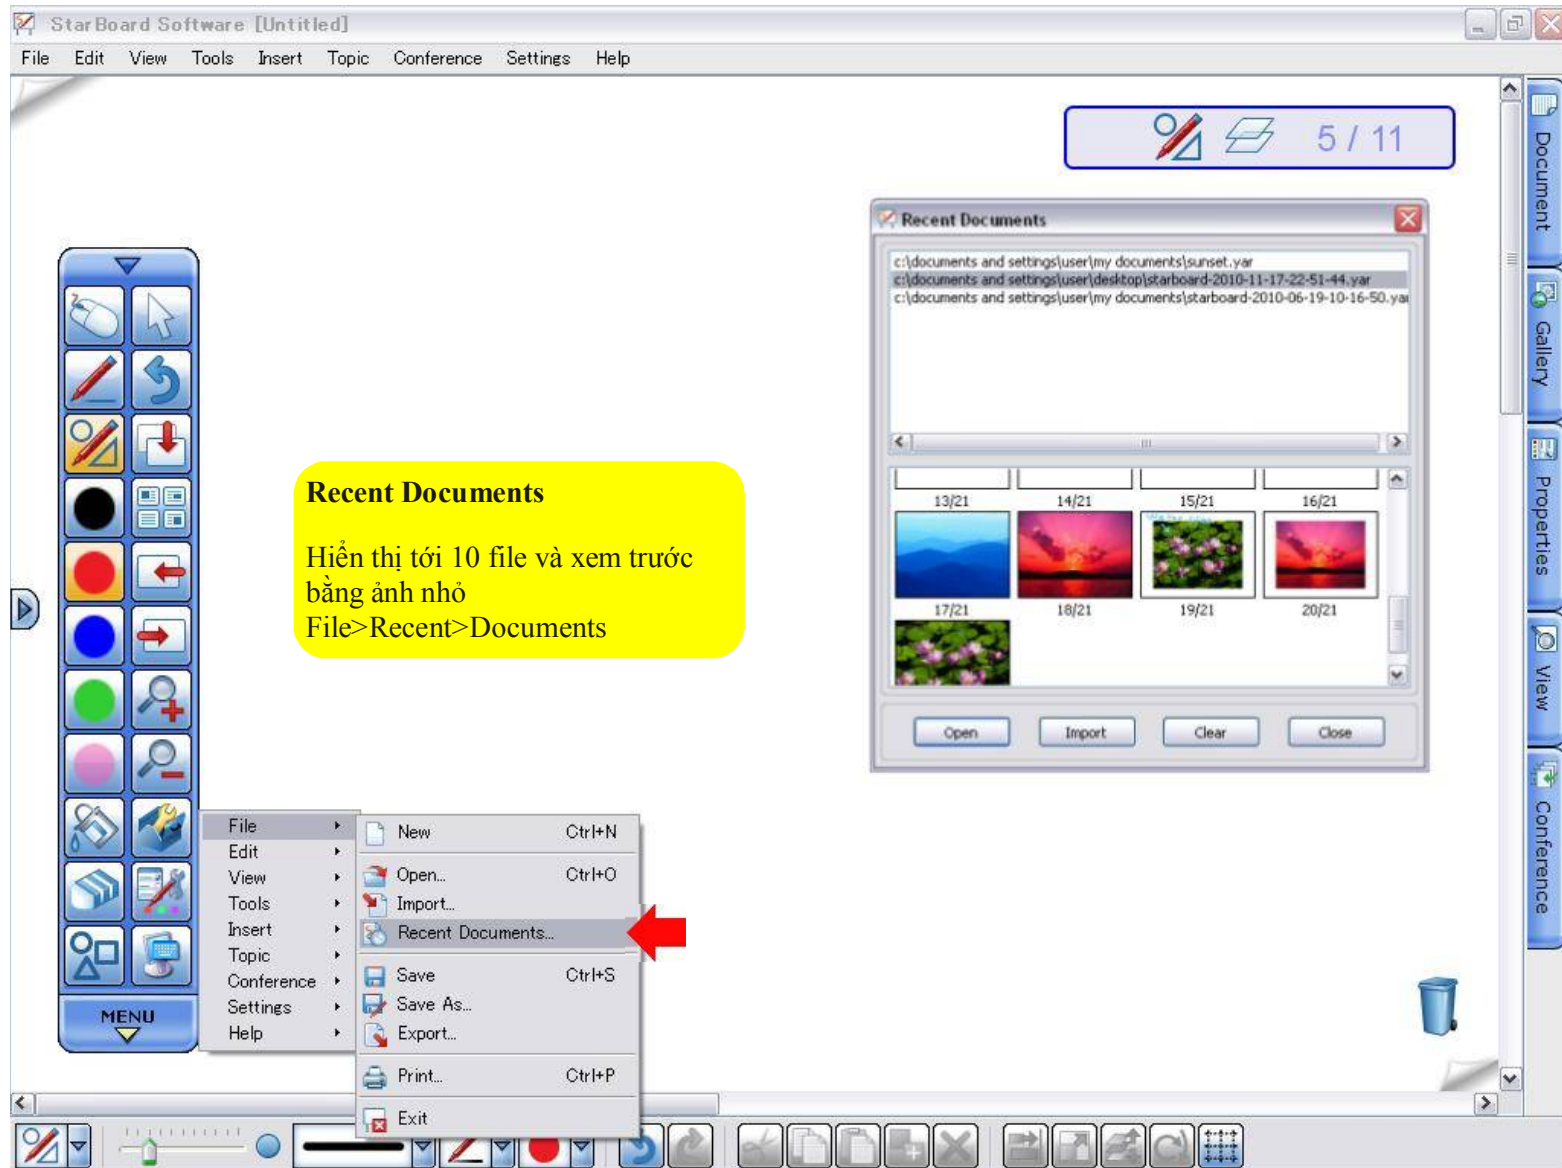 StarBoard Software [Untitled]
File Edit View Tools Insert Topic Conference Settings Help
5 / 11
Document
Gallery
Properties
View
Conference
Recent Documents
c:\documents and settings\user\my documents\sunset.yar
c:\documents and settings\user\desktop\starboard-2010-11-17-22-51-44.yar
c:\documents and settings\user\my documents\starboard-2010-06-19-10-16-50.yar
13/21 14/21 15/21 16/21
17/21 18/21 19/21 20/21
Open Import Clear Close
Recent Documents
Hiển thị tới 10 file và xem trước
bằng ảnh nhỏ
File>Recent>Documents
MENU
File
Edit
View
Tools
Insert
Topic
Conference
Settings
Help
New Ctrl+N
Open... Ctrl+O
Import...
Recent Documents...
Save Ctrl+S
Save As...
Export...
Print... Ctrl+P
Exit